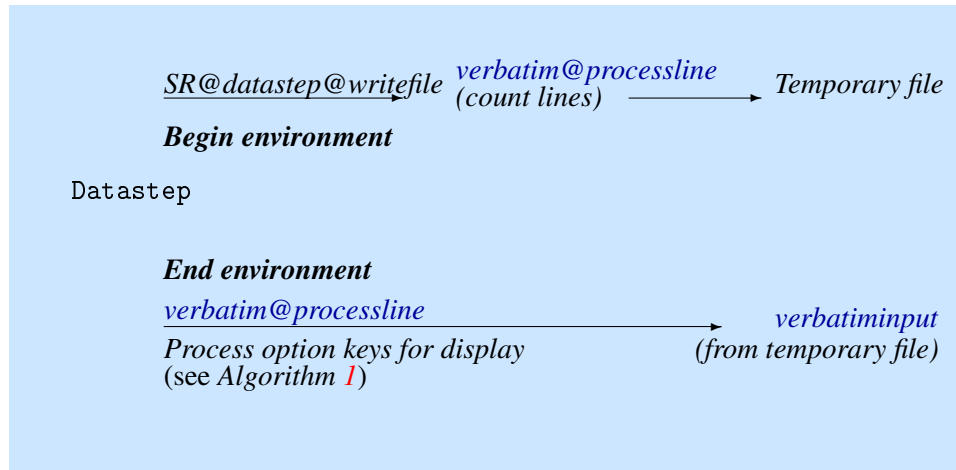 SR@datastep@writefile verbatim@processline Temporary file
(count lines)
Begin environment
Datastep
End environment
verbatim@processline verbatiminput
Process option keys for display (from temporary file)
(see Algorithm 1)